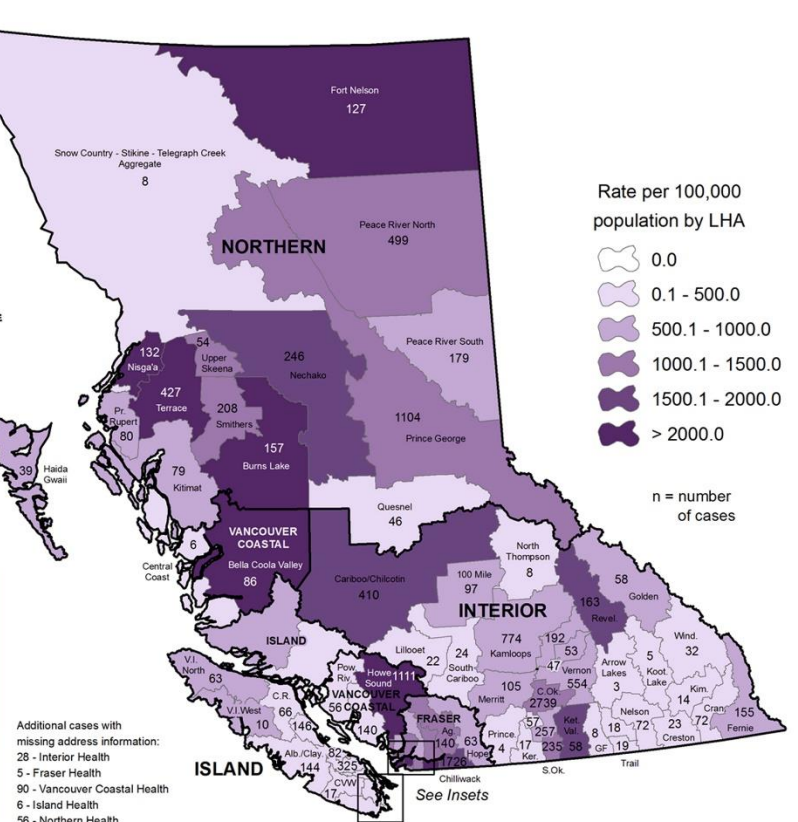 Fort Nelson
127
Snow Country - Stikine - Telegraph Creek
Aggregate
8
Rate per 100,000
population by LHA
0.0
0.1 - 500.0
500.1 - 1000.0
1000.1 - 1500.0
1500.1 - 2000.0
> 2000.0
n = number
of cases
Peace River North
499
NORTHERN
Peace River South
179
132
Nisga'a
54
Upper
Skeena
246
Nechako
427
Terrace
208
Smithers
Pr.
Rupert
80
1104
Prince George
157
Burns Lake
39
Haida
Gwaii
79
Kitimat
Quesnel
46
6
Central
Coast
VANCOUVER
COASTAL
Bella Coola Valley
86
Cariboo/Chilcotin
410
North
Thompson
8
100 Mile
97
INTERIOR
58
Golden
163
Revel.
ISLAND
774
Kamloops
192
53
Lillooet
22
24
South
Cariboo
47
Vernon
554
Arrow
Lakes
3
5
Koot.
Lake
Wind.
32
V.I.
North
63
Pow.
Riv.
Howe
Sound
1111
VANCOUVER
COASTAL
56
Merritt
105
C.Ok.
2739
Kim.
14
V.I.West
10
C.R.
66
146
140
FRASER
Ag.
140
63
Hope
Prince.
4
57
257
17
Ker.
235
Ket.
Val.
58
8
GF
18
19
Nelson
72
23
Creston
Cran.
72
155
Fernie
Trail
S.Ok.
1726
Chilliwack
See Insets
ISLAND
Alb./Clay.
144
82
325
CVW
17
Additional cases with
missing address information:
28 - Interior Health
5 - Fraser Health
90 - Vancouver Coastal Health
6 - Island Health
56 - Northern Health